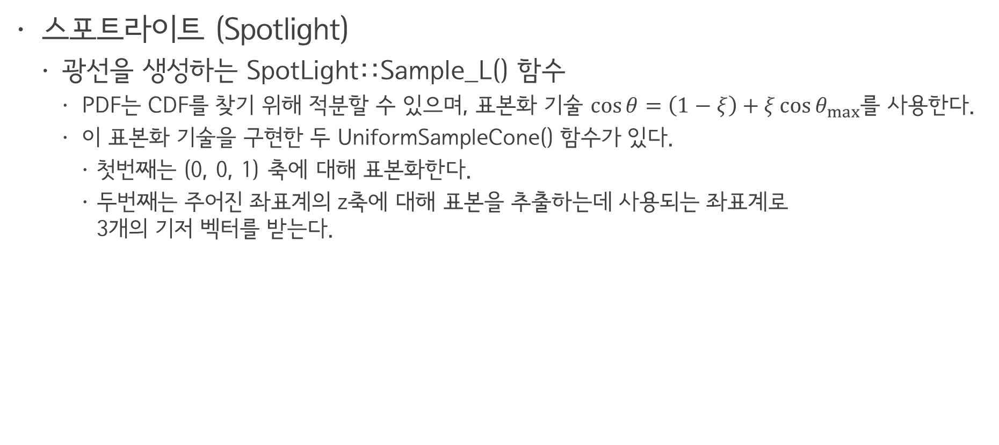 · 스포트라이트 (Spotlight)
· 광선을 생성하는 SpotLight::Sample_L() 함수
· PDF는 CDF를 찾기 위해 적분할 수 있으며, 표본화 기술 cos θ = (1 − ξ) + ξ cos θ_max를 사용한다.
· 이 표본화 기술을 구현한 두 UniformSampleCone() 함수가 있다.
· 첫번째는 (0, 0, 1) 축에 대해 표본화한다.
· 두번째는 주어진 좌표계의 z축에 대해 표본을 추출하는데 사용되는 좌표계로
3개의 기저 벡터를 받는다.